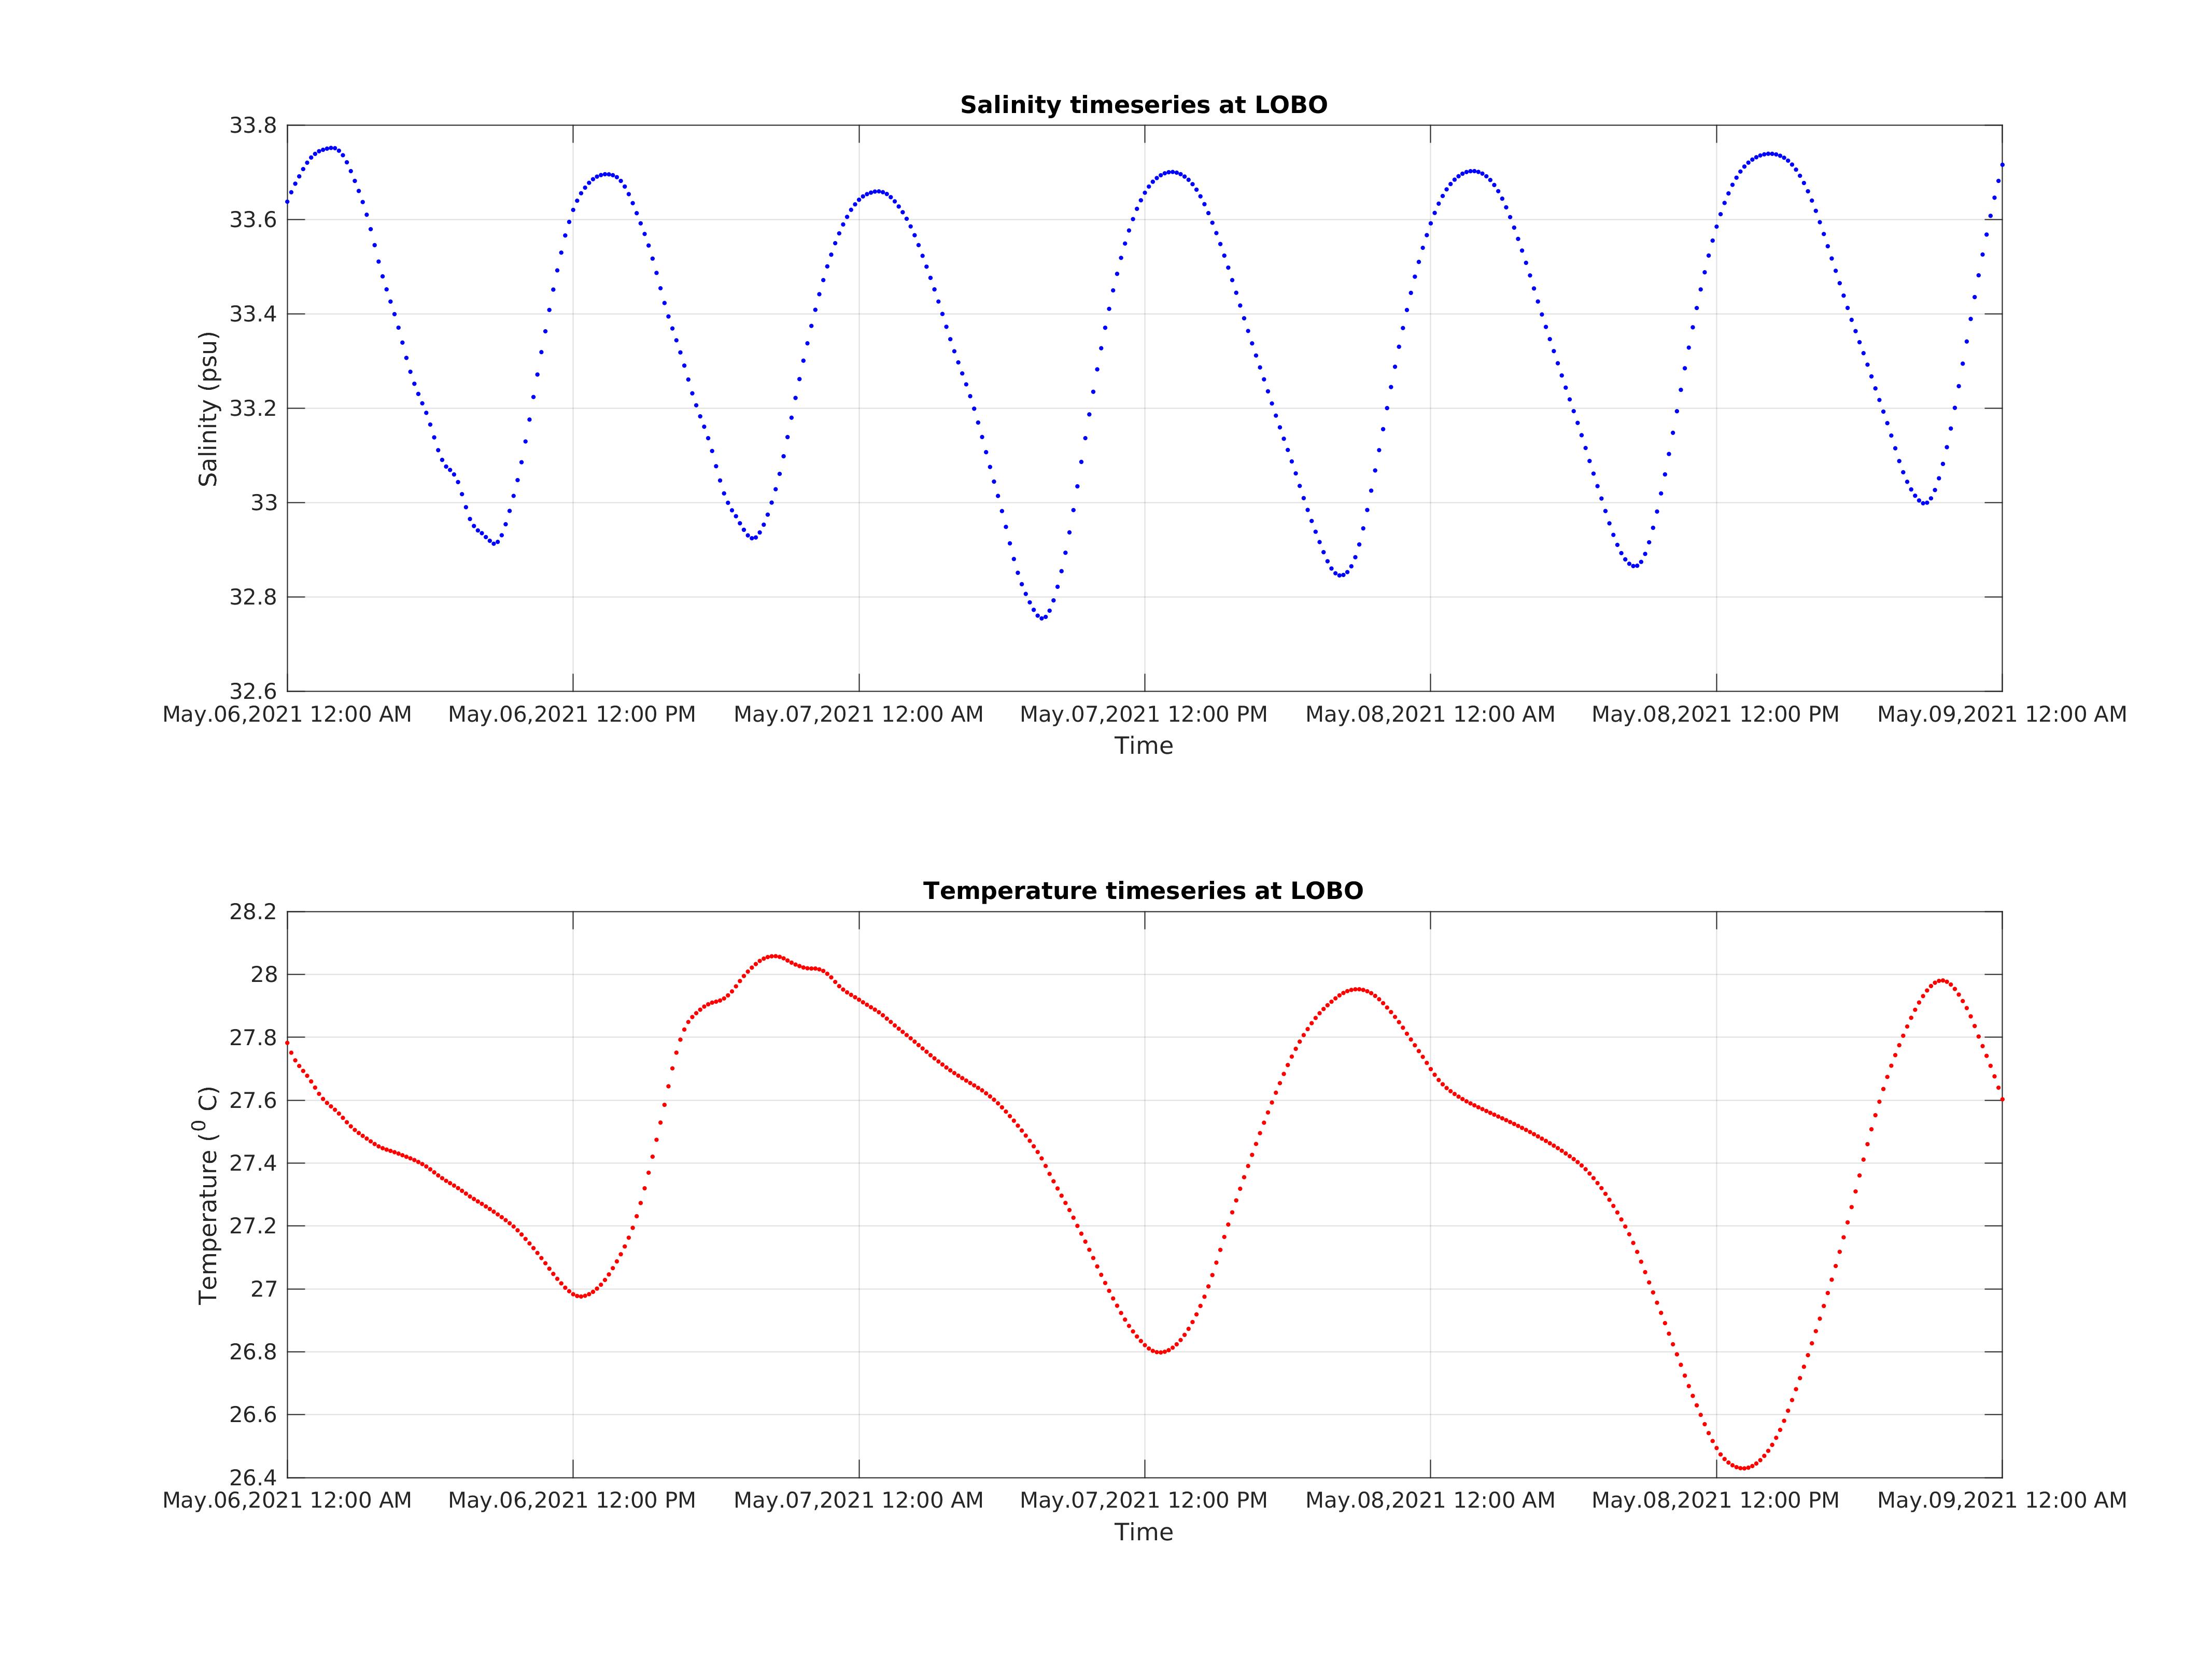 Salinity timeseries at LOBO
33.8
33.6
33.4
33.2
33
32.8
32.6
Salinity (psu)
May.06,2021 12:00 AM May.06,2021 12:00 PM May.07,2021 12:00 AM May.07,2021 12:00 PM May.08,2021 12:00 AM May.08,2021 12:00 PM May.09,2021 12:00 AM
Time
Temperature timeseries at LOBO
28.2
28
27.8
27.6
27.4
27.2
27
26.8
26.6
26.4
Temperature (⁰ C)
May.06,2021 12:00 AM May.06,2021 12:00 PM May.07,2021 12:00 AM May.07,2021 12:00 PM May.08,2021 12:00 AM May.08,2021 12:00 PM May.09,2021 12:00 AM
Time